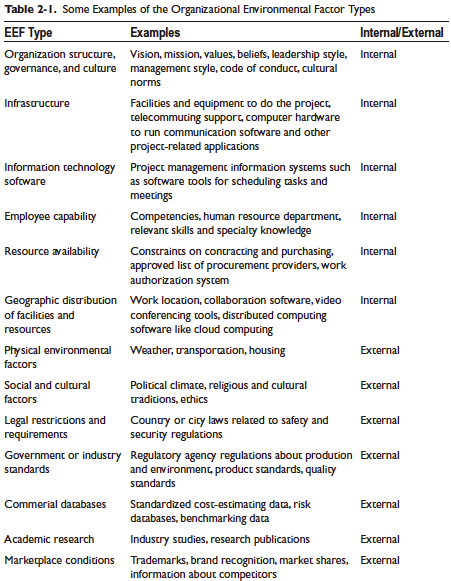 Table 2-1. Some Examples of the Organizational Environmental Factor Types
EEF Type Examples Internal/External
Organization structure, Vision, mission, values, beliefs, leadership style, Internal
governance, and culture management style, code of conduct, cultural
norms
Infrastructure Facilities and equipment to do the project, Internal
telecommuting support, computer hardware
to run communication software and other
project-related applications
Information technology Project management information systems such Internal
software as software tools for scheduling tasks and
meetings
Employee capability Competencies, human resource department, Internal
relevant skills and specialty knowledge
Resource availability Constraints on contracting and purchasing, Internal
approved list of procurement providers, work
authorization system
Geographic distribution Work location, collaboration software, video Internal
of facilities and conferencing tools, distributed computing
resources software like cloud computing
Physical environmental Weather, transportation, housing External
factors
Social and cultural Political climate, religious and cultural External
factors traditions, ethics
Legal restrictions and Country or city laws related to safety and External
requirements security regulations
Government or industry Regulatory agency regulations about prodution External
standards and environment, product standards, quality
standards
Commerial databases Standardized cost-estimating data, risk External
databases, benchmarking data
Academic research Industry studies, research publications External
Marketplace conditions Trademarks, brand recognition, market shares, External
information about competitors